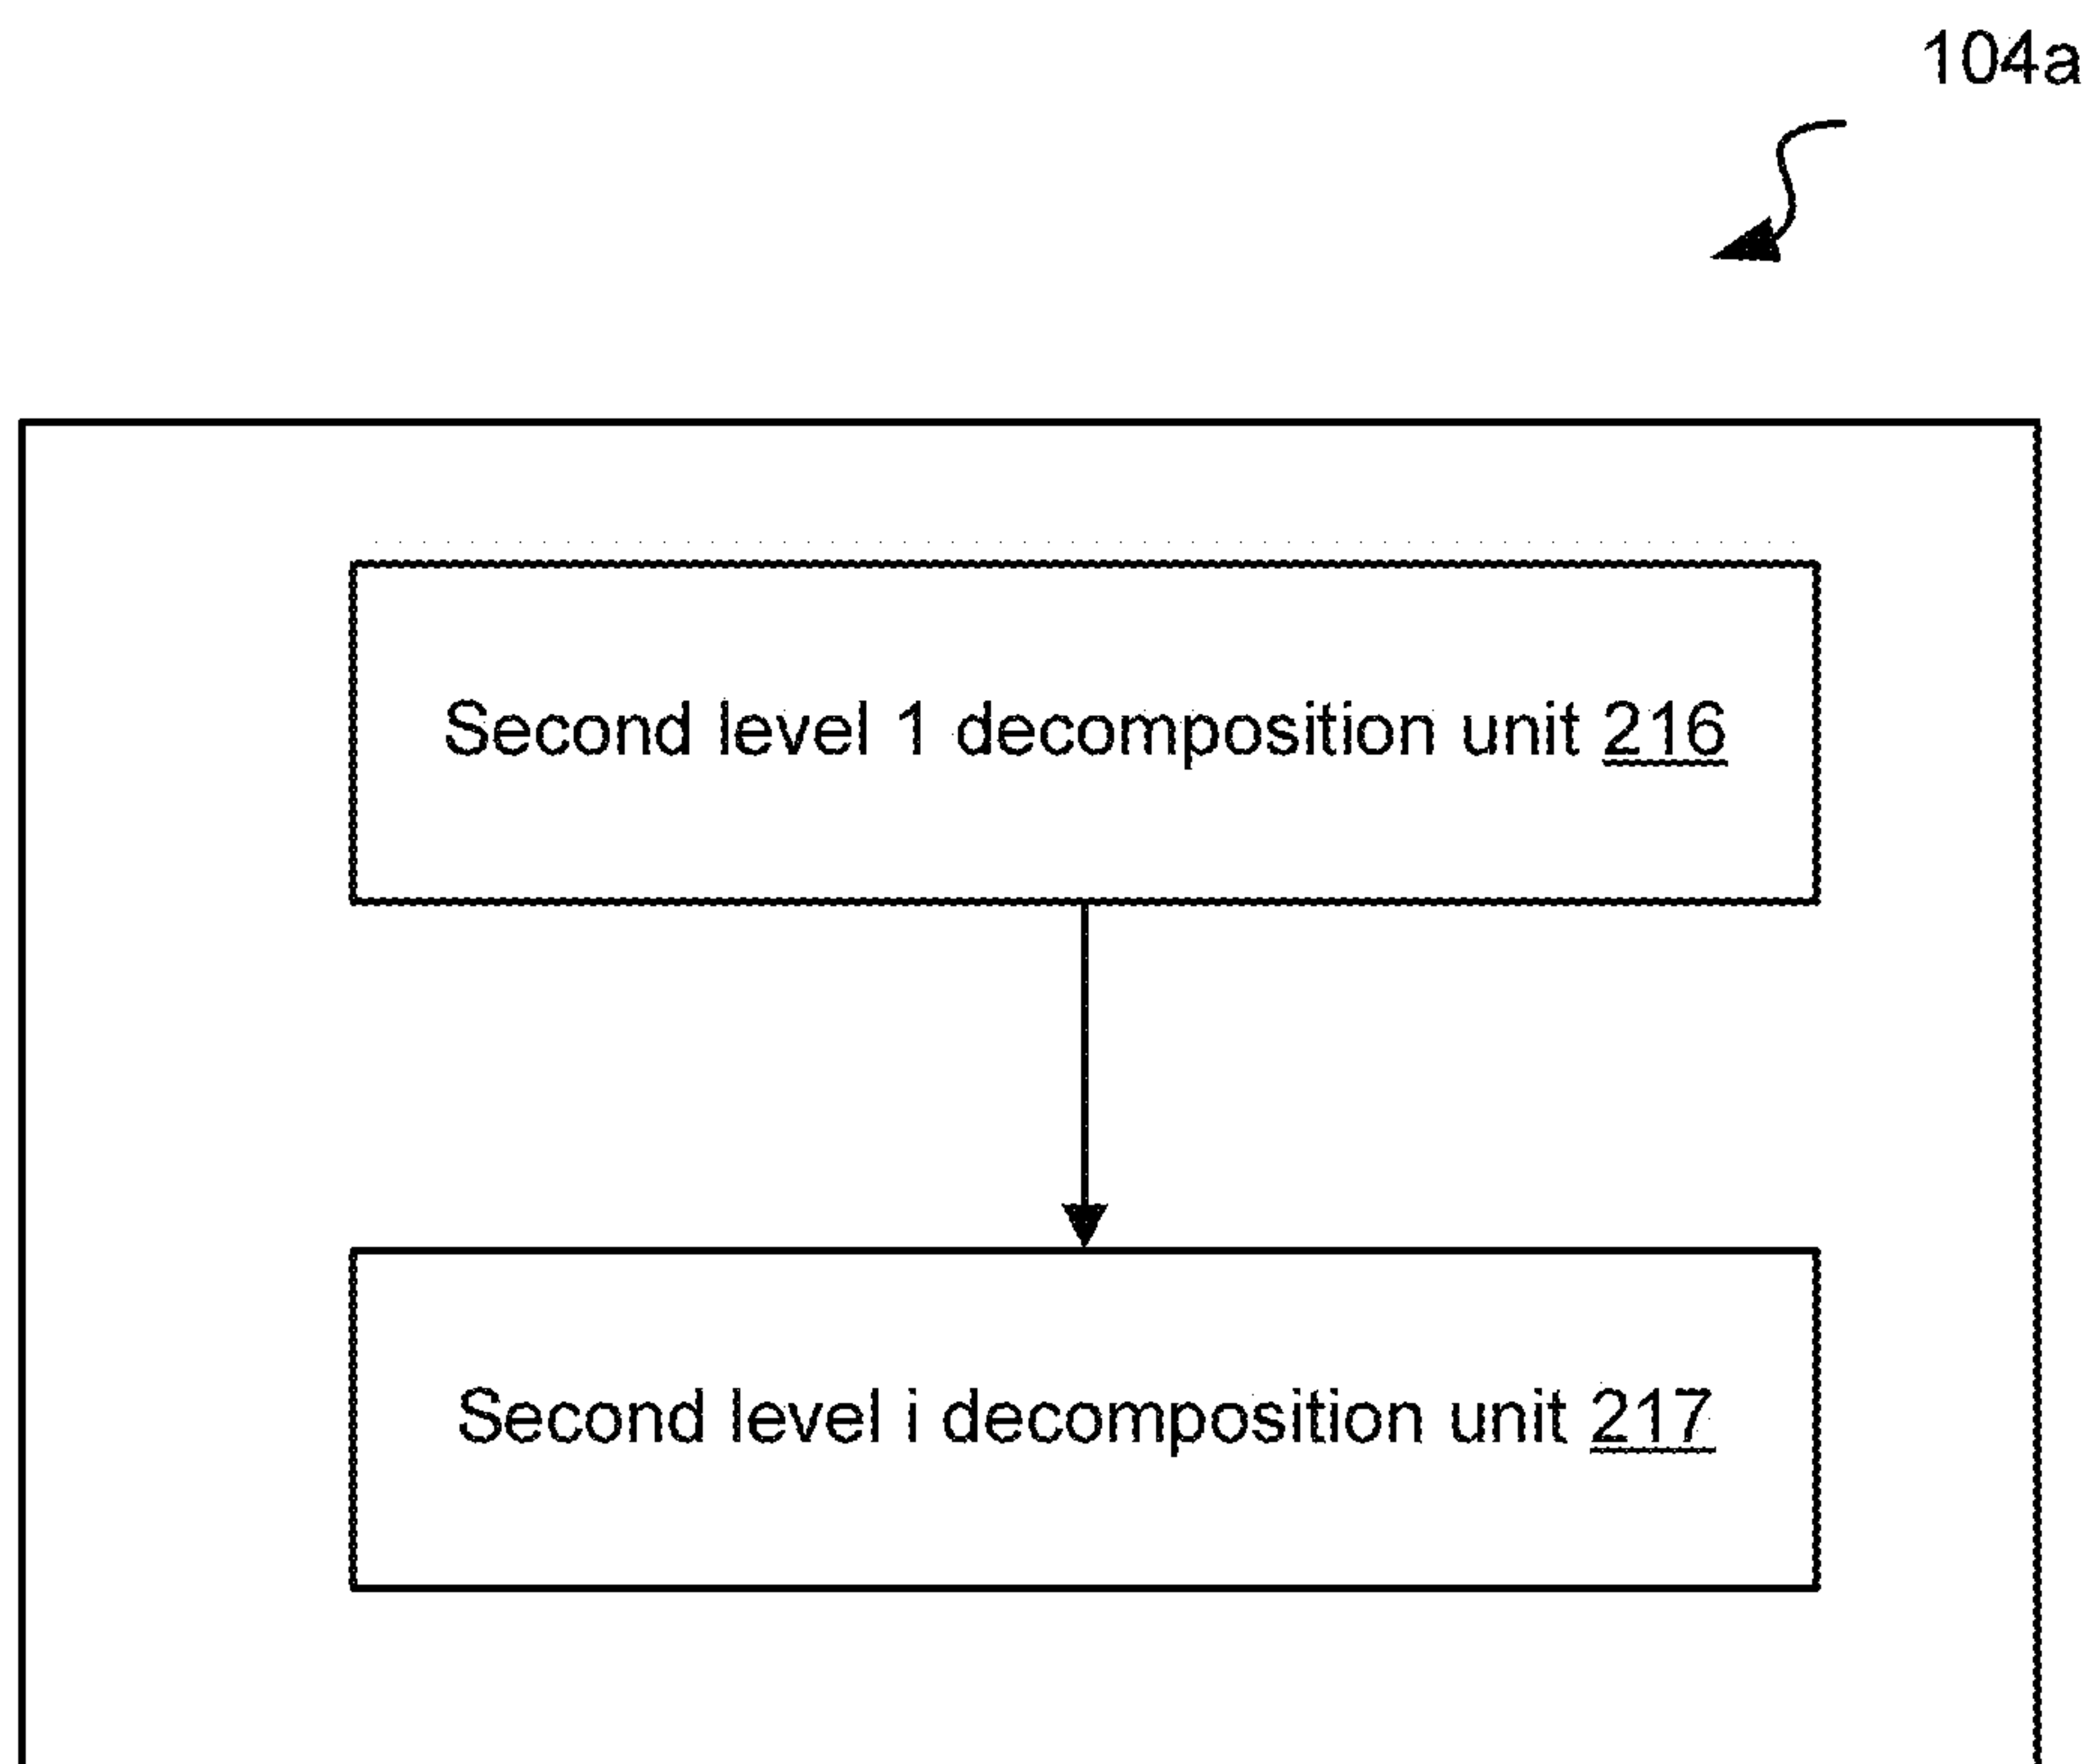 104a
Second level 1 decomposition unit 216
Second level i decomposition unit 217